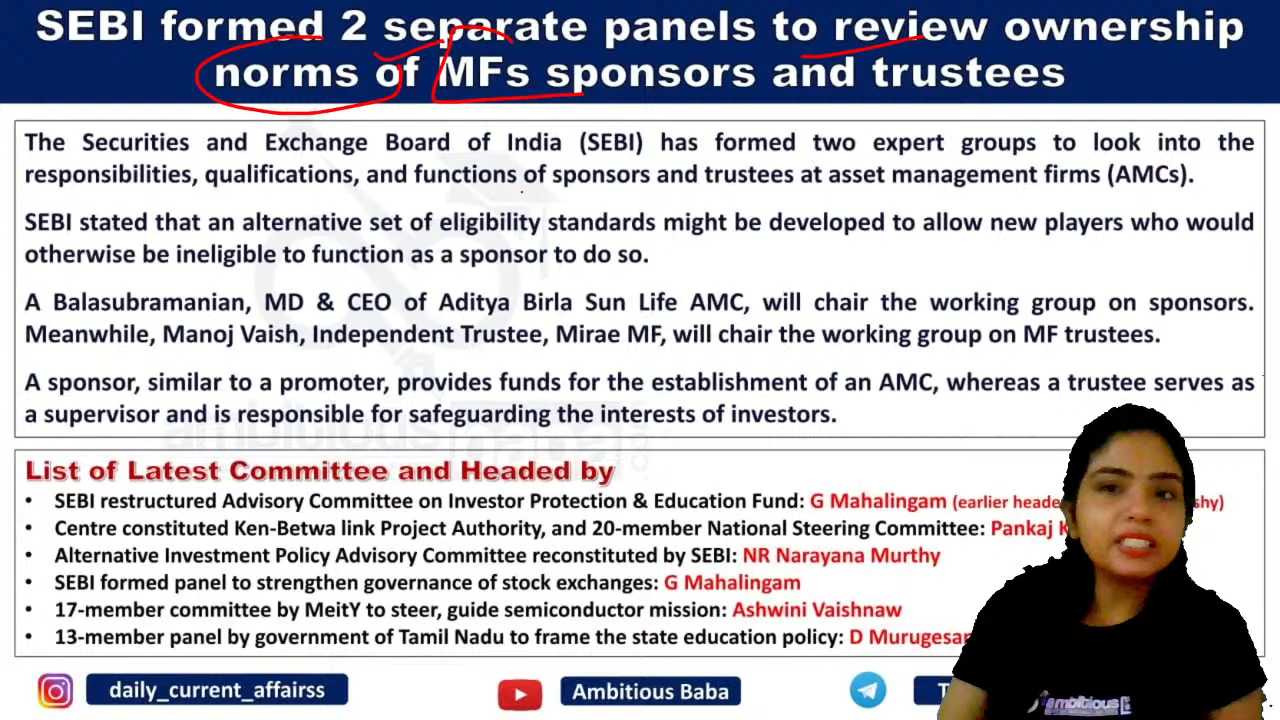 SEBI formed 2 separate panels to review ownership
norms of MFs sponsors and trustees
The Securities and Exchange Board of India (SEBI) has formed two expert groups to look into the
responsibilities, qualifications, and functions of sponsors and trustees at asset management firms (AMCs).
SEBI stated that an alternative set of eligibility standards might be developed to allow new players who would
otherwise be ineligible to function as a sponsor to do so.
A Balasubramanian, MD & CEO of Aditya Birla Sun Life AMC, will chair the working group on sponsors.
Meanwhile, Manoj Vaish, Independent Trustee, Mirae MF, will chair the working group on MF trustees.
A sponsor, similar to a promoter, provides funds for the establishment of an AMC, whereas a trustee serves as
a supervisor and is responsible for safeguarding the interests of investors.
List of Latest Committee and Headed by
• SEBI restructured Advisory Committee on Investor Protection & Education Fund: G Mahalingam (earlier
• Centre constituted Ken-Betwa link Project Authority, and 20-member National Steering Committee: Pankaj
• Alternative Investment Policy Advisory Committee reconstituted by SEBI: NR Narayana Murthy
• SEBI formed panel to strengthen governance of stock exchanges: G Mahalingam
• 17-member committee by MeitY to steer, guide semiconductor mission: Ashwini Vaishnaw
• 13-member panel by government of Tamil Nadu to frame the state education policy: D Murugesan
daily_current_affairss
Ambitious Baba
ambitious